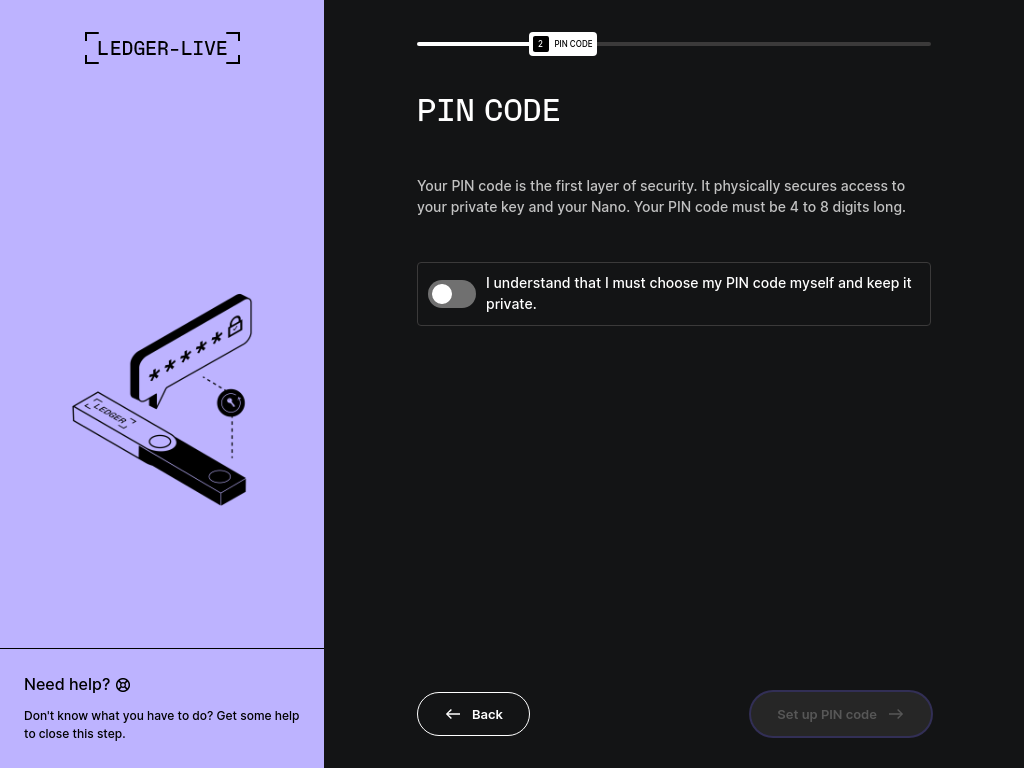 LEDGER-LIVE
2 PIN CODE
PIN CODE
Your PIN code is the first layer of security. It physically secures access to
your private key and your Nano. Your PIN code must be 4 to 8 digits long.
I understand that I must choose my PIN code myself and keep it
private.
*****
LEDGER
Need help?
Don't know what you have to do? Get some help
to close this step.
Back
Set up PIN code